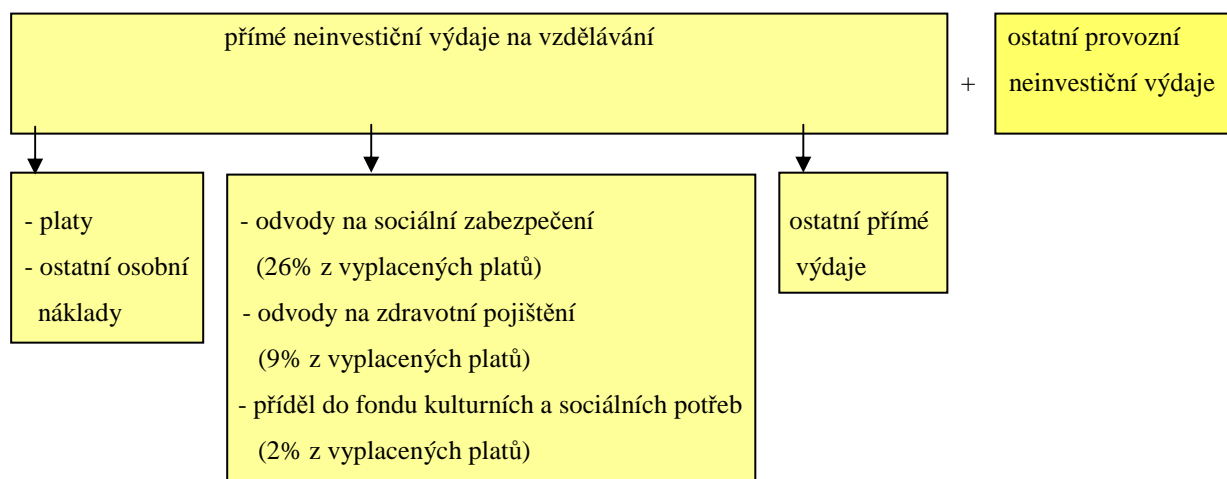 přímé neinvestiční výdaje na vzdělávání
+
ostatní provozní
neinvestiční výdaje
- platy
- ostatní osobní
náklady
- odvody na sociální zabezpečení
(26% z vyplacených platů)
- odvody na zdravotní pojištění
(9% z vyplacených platů)
- příděl do fondu kulturních a sociálních potřeb
(2% z vyplacených platů)
ostatní přímé
výdaje